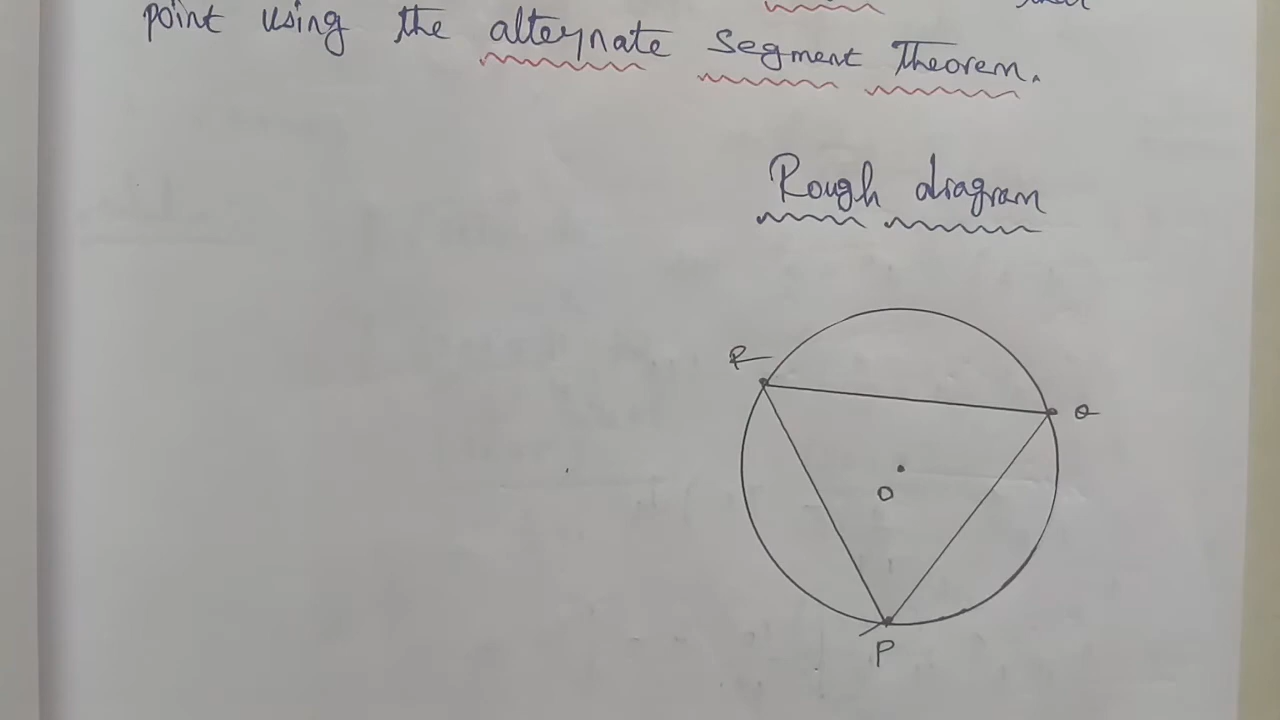 point using the alternate segment Theorem.
Rough diagram
R
Q
O
P